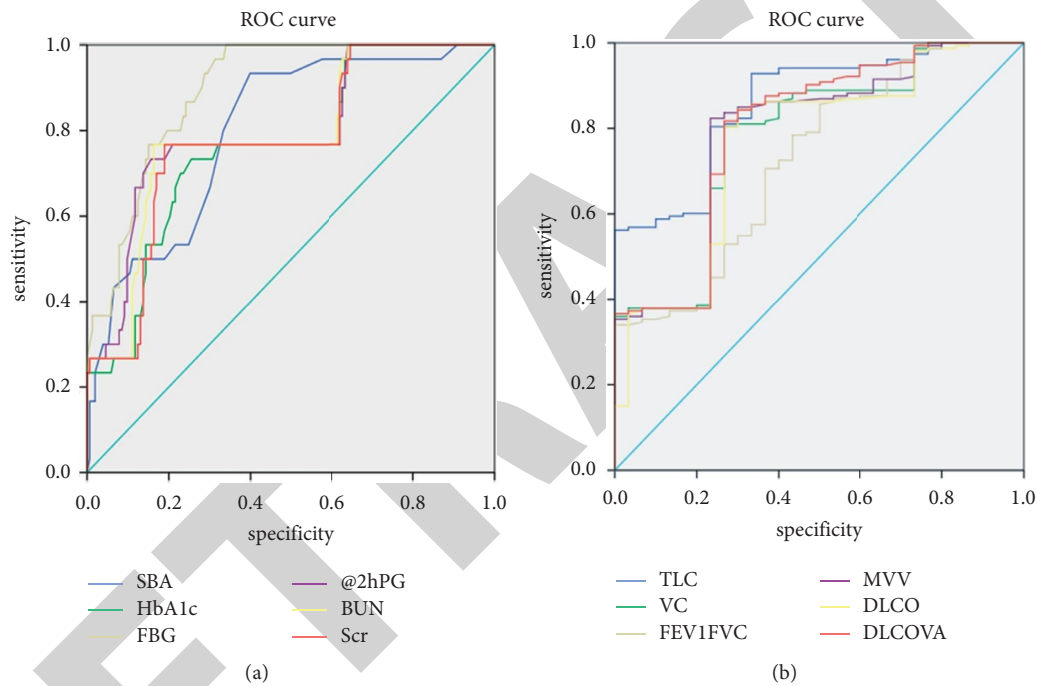 ROC curve
1.0
0.8
0.6
0.4
0.2
0.0
sensitivity
0.0 0.2 0.4 0.6 0.8 1.0
specificity
SBA @2hPG
HbA1c BUN
FBG Scr
(a)
ROC curve
1.0
0.8
0.6
0.4
0.2
0.0
sensitivity
0.0 0.2 0.4 0.6 0.8 1.0
specificity
TLC MVV
VC DLCO
FEV1FVC DLCOVA
(b)